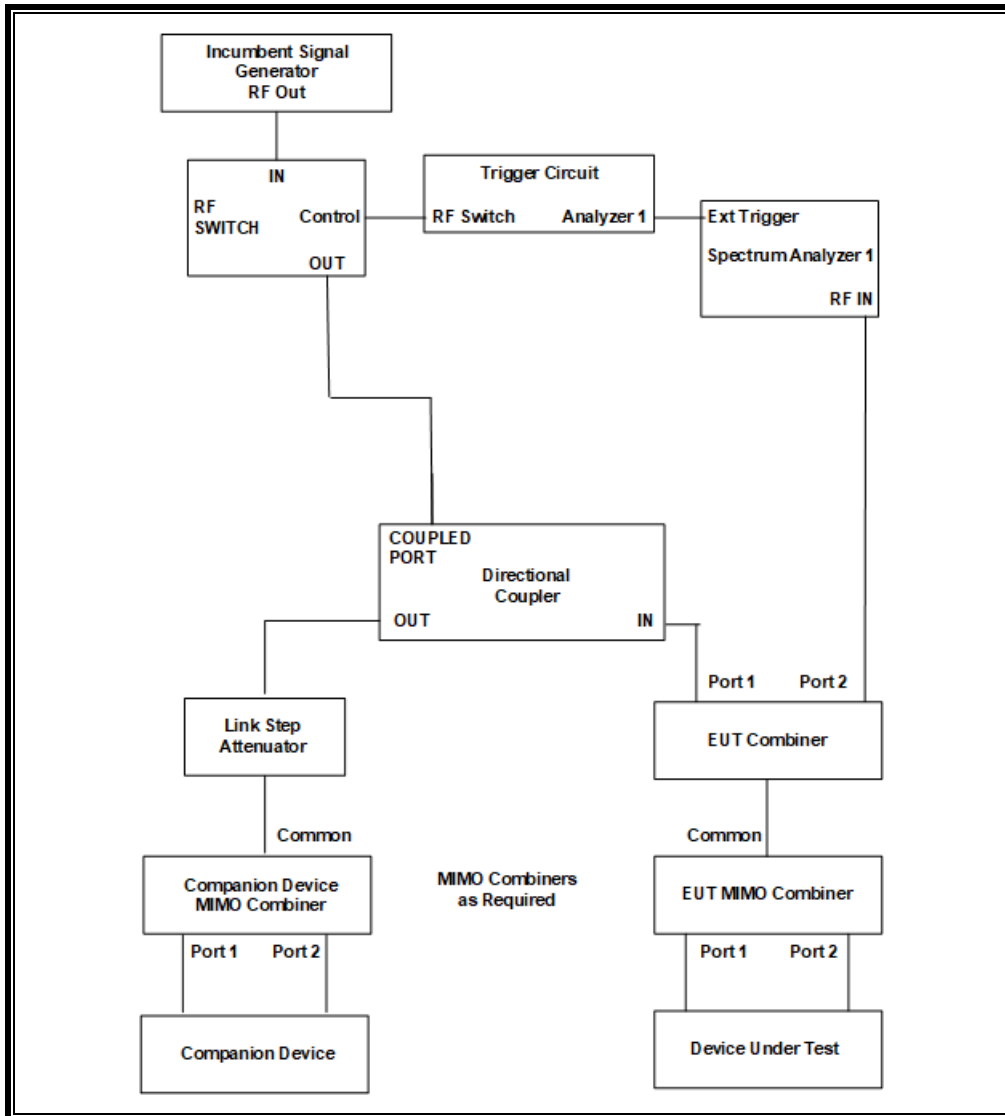 Incumbent Signal
Generator
RF Out
IN
RF
SWITCH
Control
OUT
Trigger Circuit
RF Switch
Analyzer 1
Ext Trigger
Spectrum Analyzer 1
RF IN
COUPLED
PORT
Directional
Coupler
OUT
IN
Port 1
Port 2
Link Step
Attenuator
EUT Combiner
Common
Common
Companion Device
MIMO Combiner
MIMO Combiners
as Required
EUT MIMO Combiner
Port 1
Port 2
Port 1
Port 2
Companion Device
Device Under Test